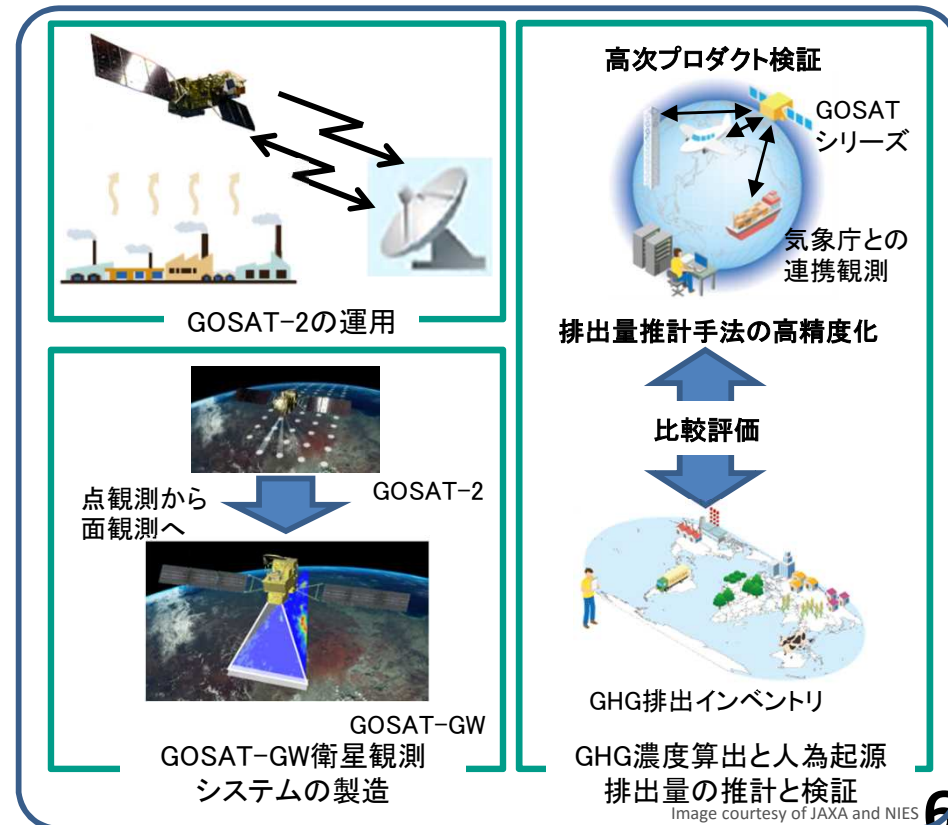 GOSAT-2の運用
GOSAT-2
点観測から
面観測へ
GOSAT-GW
GOSAT-GW衛星観測
システムの製造
高次プロダクト検証
GOSAT
シリーズ
気象庁との
連携観測
排出量推計手法の高精度化
比較評価
GHG排出インベントリ
GHG濃度算出と人為起源
排出量の推計と検証
Image courtesy of JAXA and NIES
6